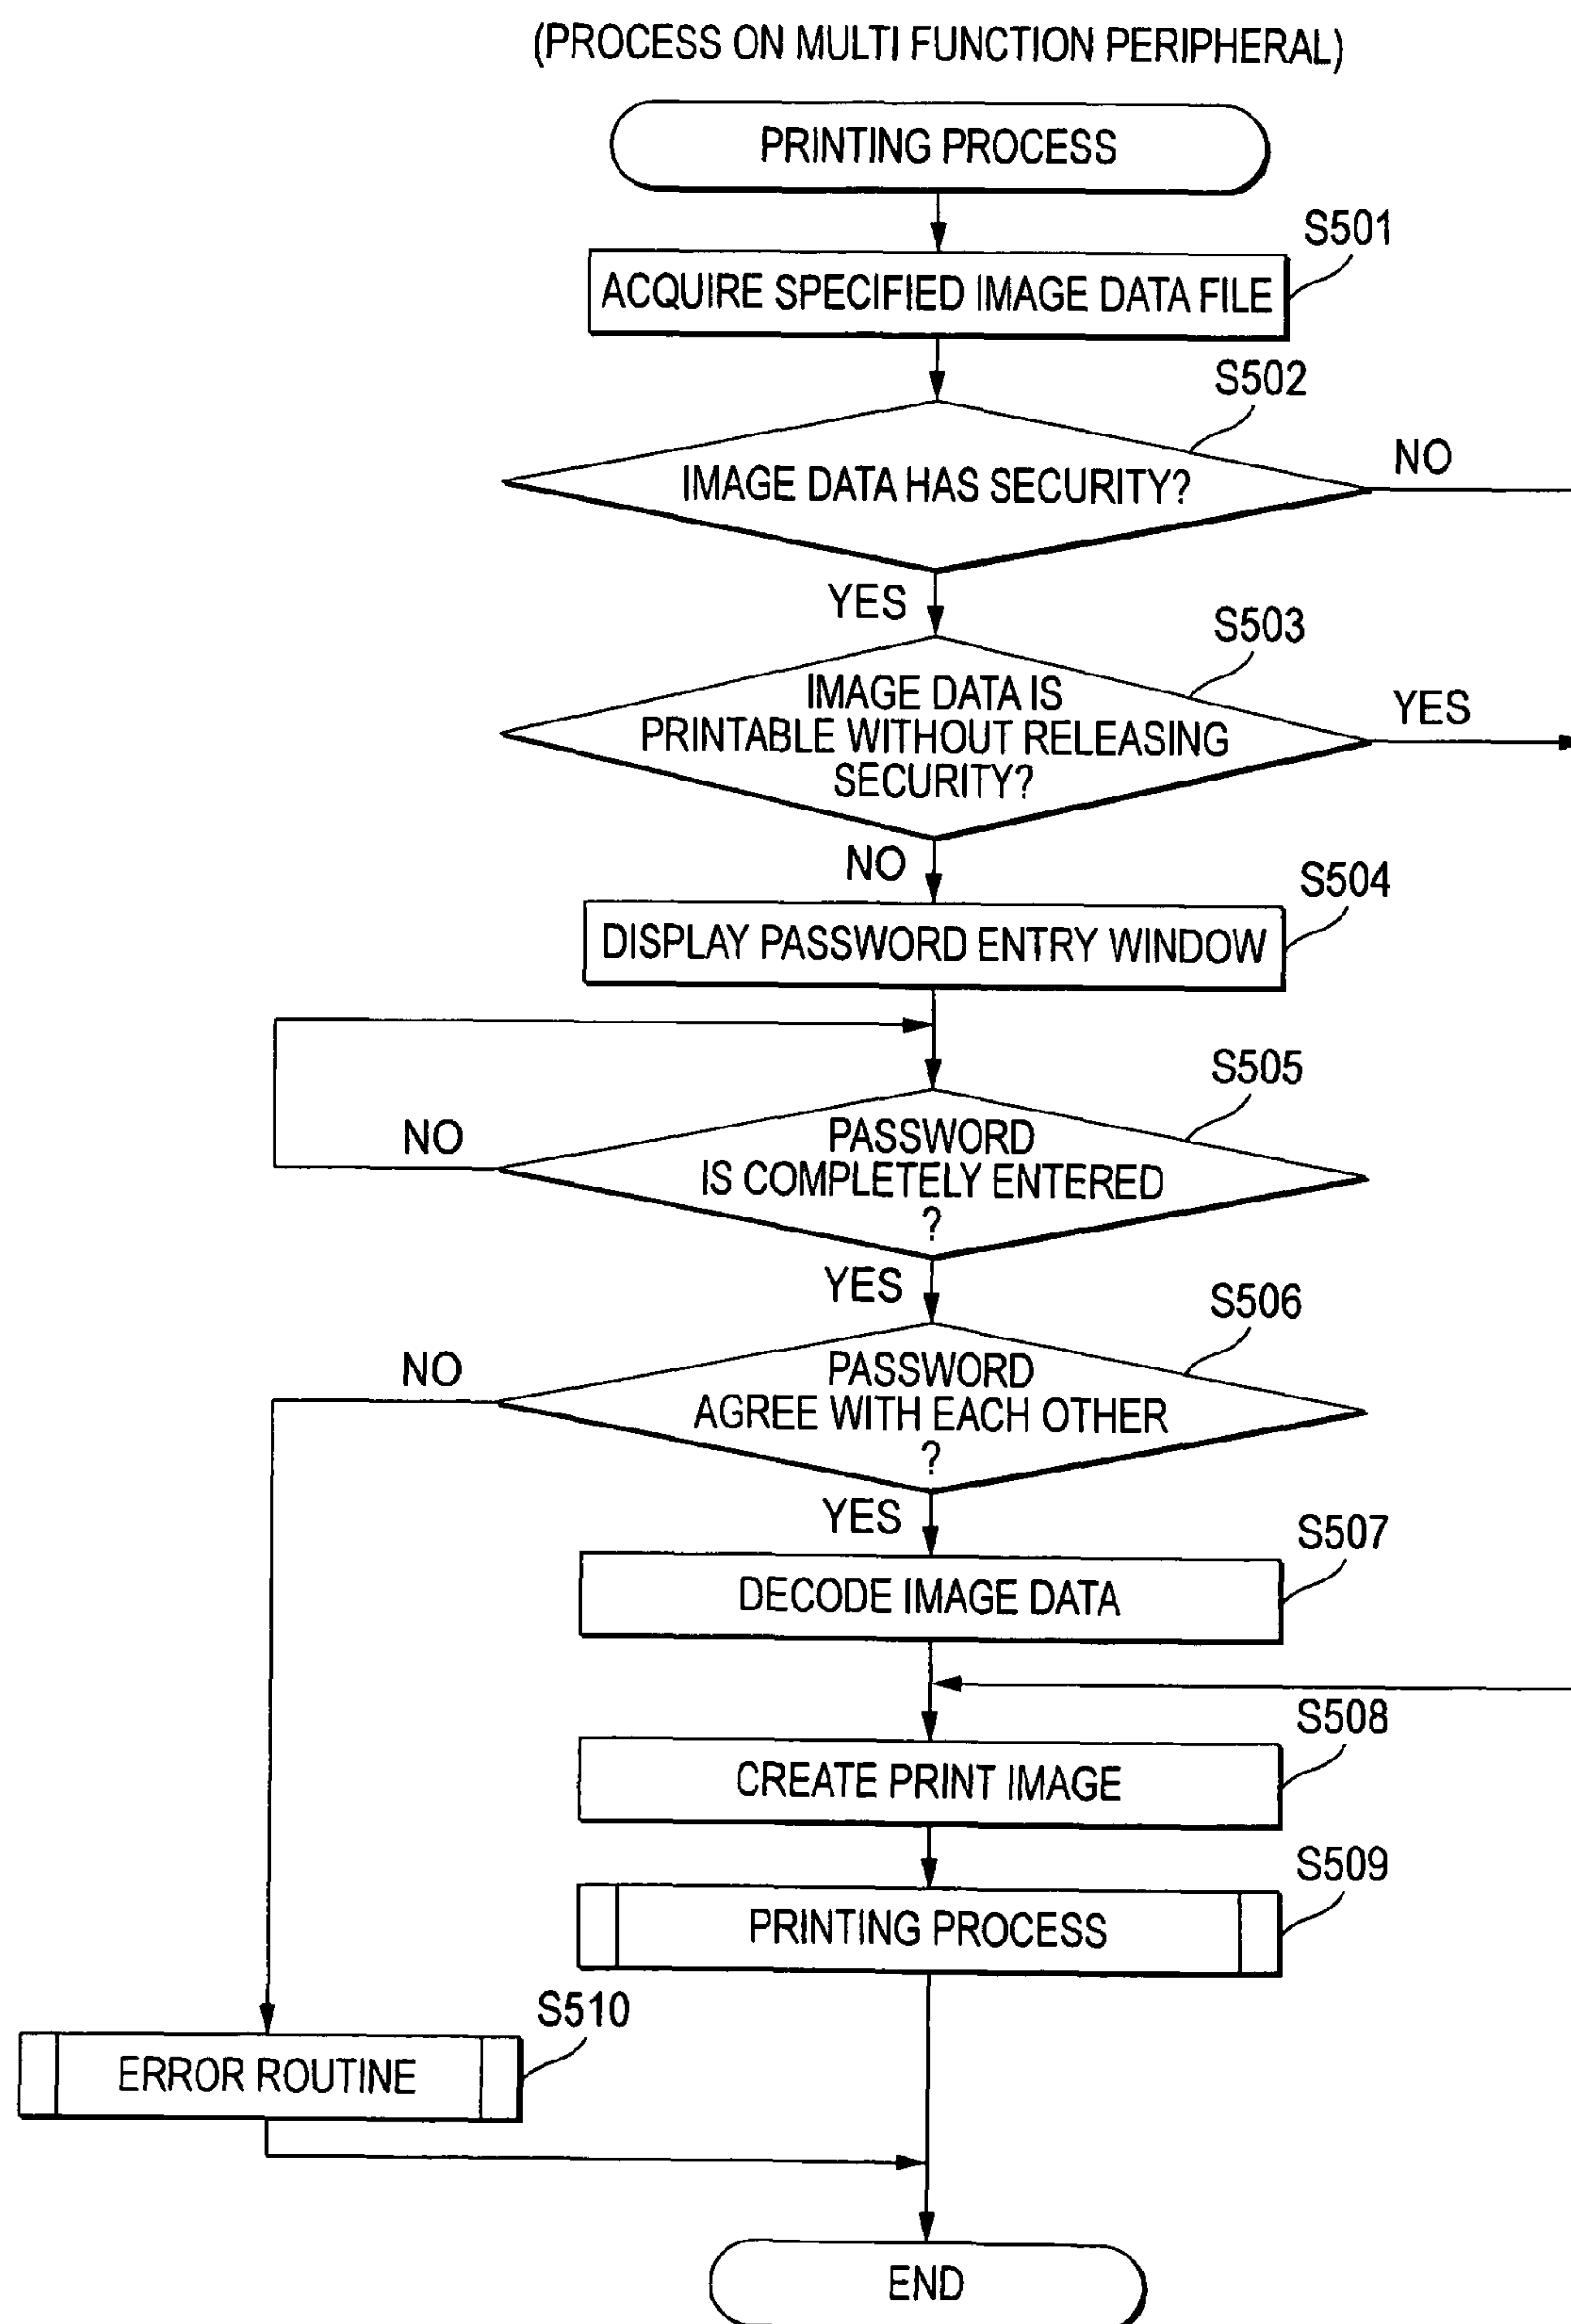 (PROCESS ON MULTI FUNCTION PERIPHERAL)
PRINTING PROCESS
S501
ACQUIRE SPECIFIED IMAGE DATA FILE
S502
IMAGE DATA HAS SECURITY?
NO
YES
S503
IMAGE DATA IS
PRINTABLE WITHOUT RELEASING
SECURITY?
YES
NO
S504
DISPLAY PASSWORD ENTRY WINDOW
S505
NO
PASSWORD
IS COMPLETELY ENTERED
?
YES
S506
NO
PASSWORD
AGREE WITH EACH OTHER
?
YES
S507
DECODE IMAGE DATA
S508
CREATE PRINT IMAGE
S509
PRINTING PROCESS
S510
ERROR ROUTINE
END